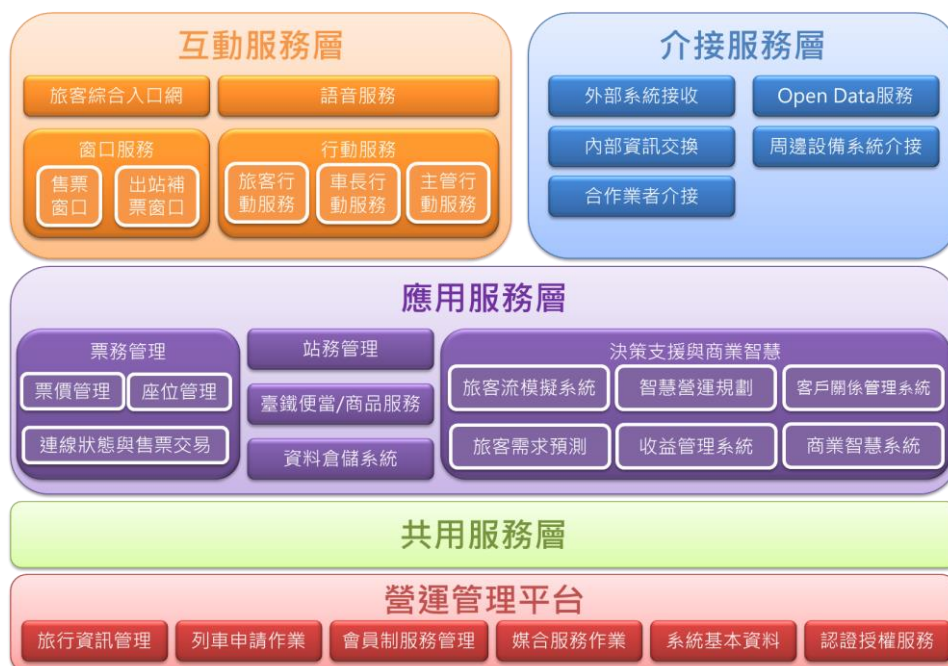 互動服務層
旅客綜合入口網
語音服務
窗口服務
售票
窗口
出站補
票窗口
行動服務
旅客行
動服務
車長行
動服務
主管行
動服務
介接服務層
外部系統接收
Open Data服務
內部資訊交換
周邊設備系統介接
合作業者介接
應用服務層
票務管理
票價管理
座位管理
連線狀態與售票交易
站務管理
臺鐵便當/商品服務
資料倉儲系統
決策支援與商業智慧
旅客流模擬系統
智慧營運規劃
客戶關係管理系統
旅客需求預測
收益管理系統
商業智慧系統
共用服務層
營運管理平台
旅行資訊管理
列車申請作業
會員制服務管理
媒合服務作業
系統基本資料
認證授權服務